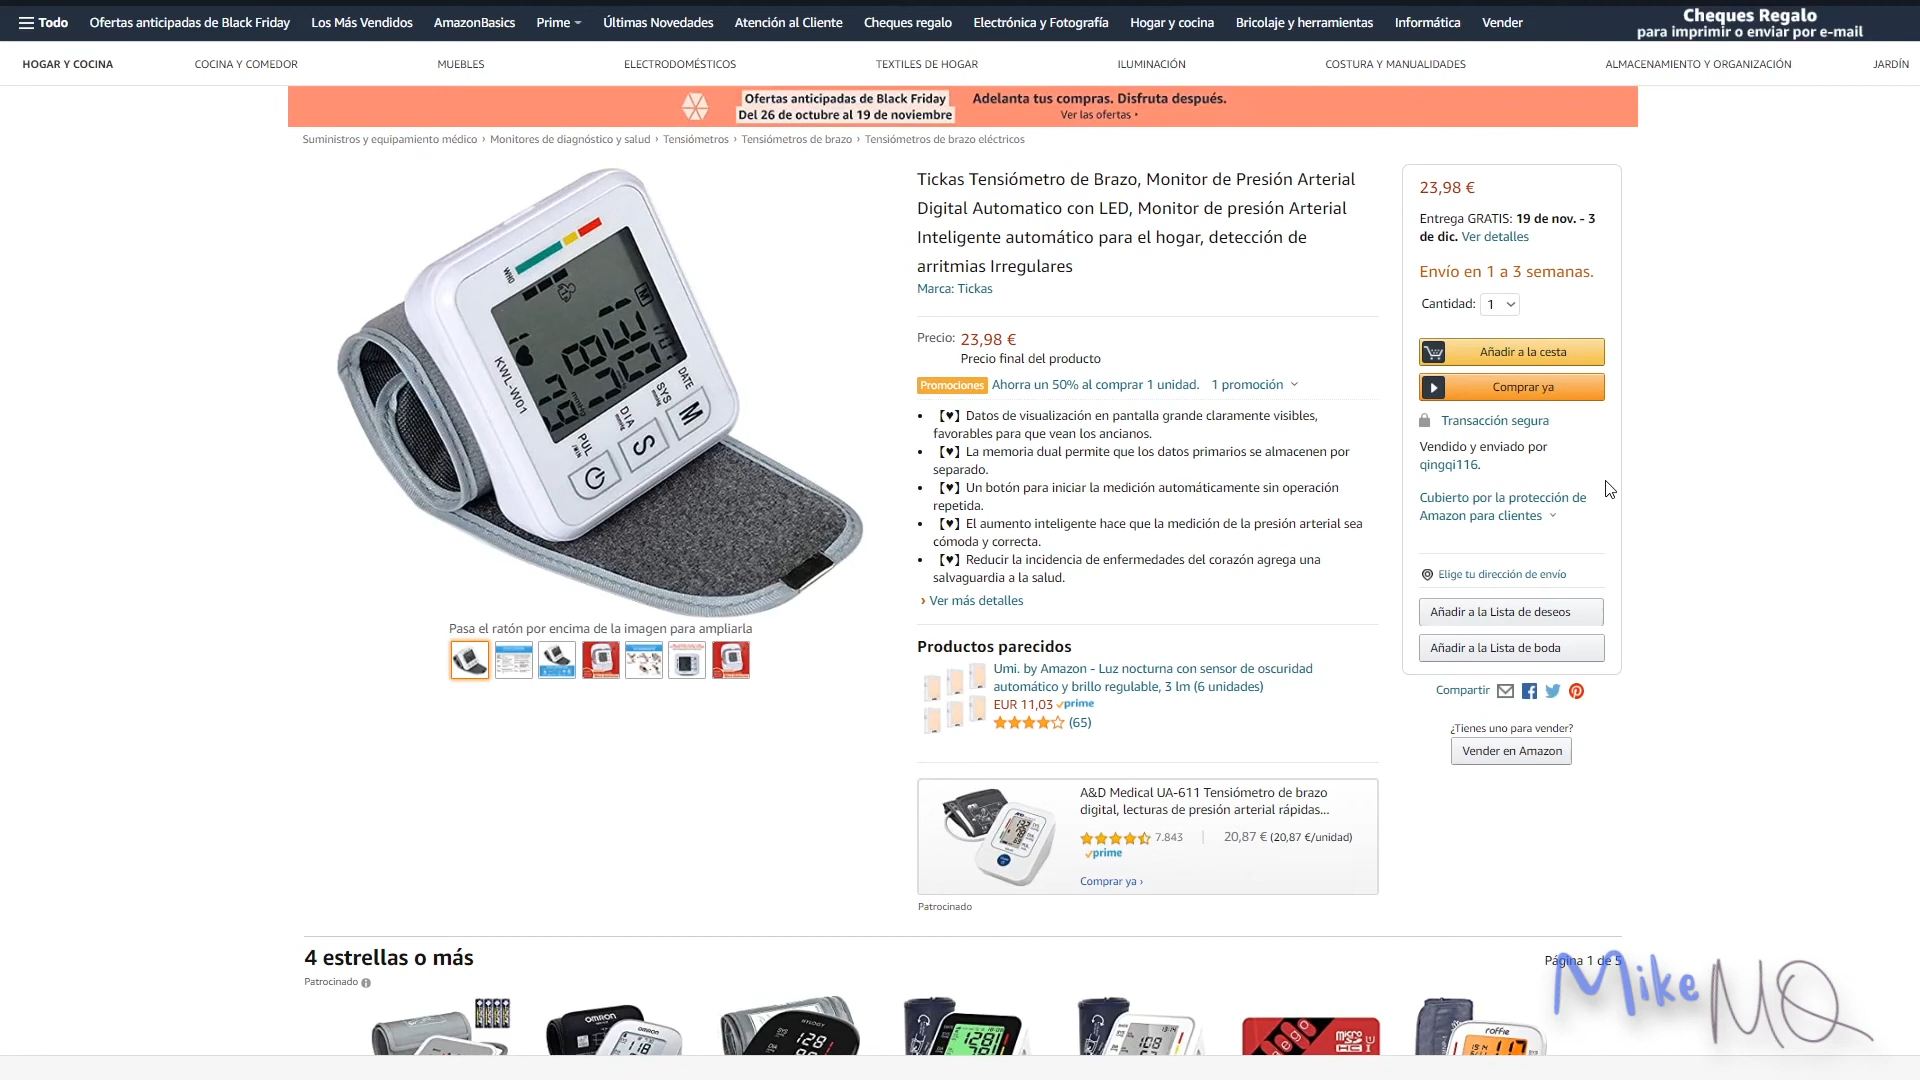 Todo
Ofertas anticipadas de Black Friday
Los Más Vendidos
AmazonBasics
Prime
Últimas Novedades
Atención al Cliente
Cheques regalo
Electrónica y Fotografía
Hogar y cocina
Bricolaje y herramientas
Informática
Vender
Cheques Regalo
para imprimir o enviar por e-mail
HOGAR Y COCINA
COCINA Y COMEDOR
MUEBLES
ELECTRODOMÉSTICOS
TEXTILES DE HOGAR
ILUMINACIÓN
COSTURA Y MANUALIDADES
ALMACENAMIENTO Y ORGANIZACIÓN
JARDÍN
Ofertas anticipadas de Black Friday
Del 26 de octubre al 19 de noviembre
Adelanta tus compras. Disfruta después.
Ver las ofertas
Suministros y equipamiento médico › Monitores de diagnóstico y salud › Tensiómetros › Tensiómetros de brazo › Tensiómetros de brazo eléctricos
WHO
KWL-W01
DATE
SYS
DIA
PUL
M
S
Pasa el ratón por encima de la imagen para ampliarla
Tickas Tensiómetro de Brazo, Monitor de Presión Arterial
Digital Automatico con LED, Monitor de presión Arterial
Inteligente automático para el hogar, detección de
arritmias Irregulares
Marca: Tickas
Precio: 23,98 €
Precio final del producto
Promociones Ahorra un 50% al comprar 1 unidad. 1 promoción
• 【♥】Datos de visualización en pantalla grande claramente visibles,
favorables para que vean los ancianos.
• 【♥】La memoria dual permite que los datos primarios se almacenen por
separado.
• 【♥】Un botón para iniciar la medición automáticamente sin operación
repetida.
• 【♥】El aumento inteligente hace que la medición de la presión arterial sea
cómoda y correcta.
• 【♥】Reducir la incidencia de enfermedades del corazón agrega una
salvaguardia a la salud.
› Ver más detalles
Productos parecidos
Umi. by Amazon - Luz nocturna con sensor de oscuridad
automático y brillo regulable, 3 lm (6 unidades)
EUR 11,03 prime
(65)
A&D Medical UA-611 Tensiómetro de brazo
digital, lecturas de presión arterial rápidas...
7.843 | 20,87 € (20,87 €/unidad)
prime
Comprar ya ›
Patrocinado
23,98 €
Entrega GRATIS: 19 de nov. - 3
de dic. Ver detalles
Envío en 1 a 3 semanas.
Cantidad: 1
Añadir a la cesta
Comprar ya
Transacción segura
Vendido y enviado por
qingqi116.
Cubierto por la protección de
Amazon para clientes
Elige tu dirección de envío
Añadir a la Lista de deseos
Añadir a la Lista de boda
Compartir
¿Tienes uno para vender?
Vender en Amazon
4 estrellas o más
Página 1 de 5
Patrocinado
OMRON
roffie
MikeMQ